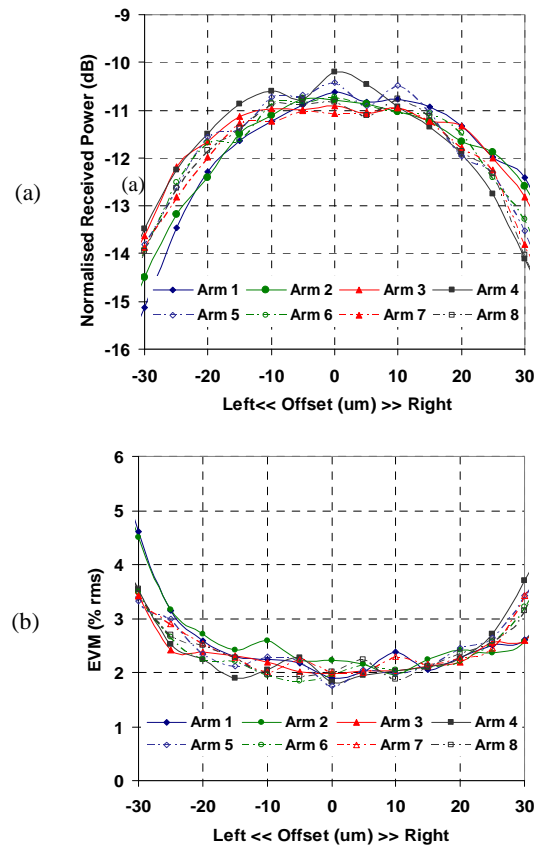 (a)
Normalised Received Power (dB)
-9
-10
-11
-12
-13
-14
-15
-16
(a)
Arm 1 Arm 2 Arm 3 Arm 4
Arm 5 Arm 6 Arm 7 Arm 8
-30 -20 -10 0 10 20 30
Left<< Offset (um) >> Right
(b)
EVM (% rms)
6
5
4
3
2
1
0
Arm 1 Arm 2 Arm 3 Arm 4
Arm 5 Arm 6 Arm 7 Arm 8
-30 -20 -10 0 10 20 30
Left << Offset (um) >> Right